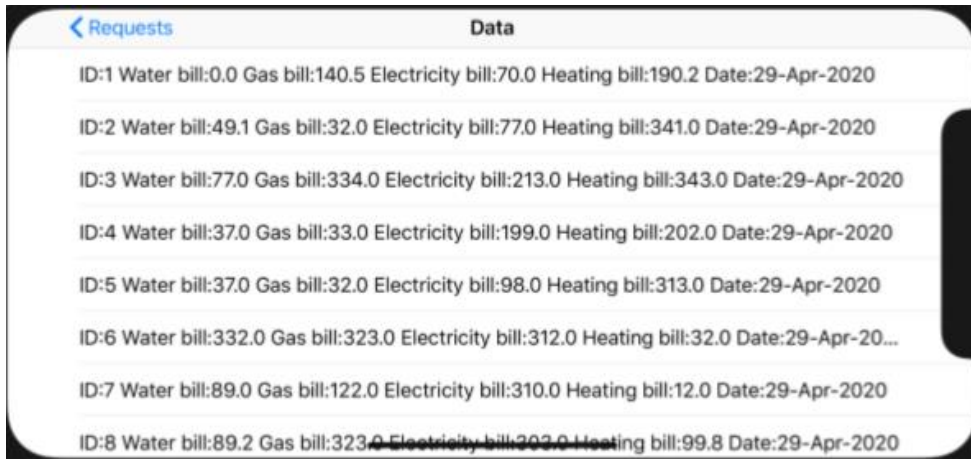 Requests
Data
ID:1 Water bill:0.0 Gas bill:140.5 Electricity bill:70.0 Heating bill:190.2 Date:29-Apr-2020
ID:2 Water bill:49.1 Gas bill:32.0 Electricity bill:77.0 Heating bill:341.0 Date:29-Apr-2020
ID:3 Water bill:77.0 Gas bill:334.0 Electricity bill:213.0 Heating bill:343.0 Date:29-Apr-2020
ID:4 Water bill:37.0 Gas bill:33.0 Electricity bill:199.0 Heating bill:202.0 Date:29-Apr-2020
ID:5 Water bill:37.0 Gas bill:32.0 Electricity bill:98.0 Heating bill:313.0 Date:29-Apr-2020
ID:6 Water bill:332.0 Gas bill:323.0 Electricity bill:312.0 Heating bill:32.0 Date:29-Apr-20...
ID:7 Water bill:89.0 Gas bill:122.0 Electricity bill:310.0 Heating bill:12.0 Date:29-Apr-2020
ID:8 Water bill:89.2 Gas bill:323.0 Electricity Heating bill:99.8 Date:29-Apr-2020